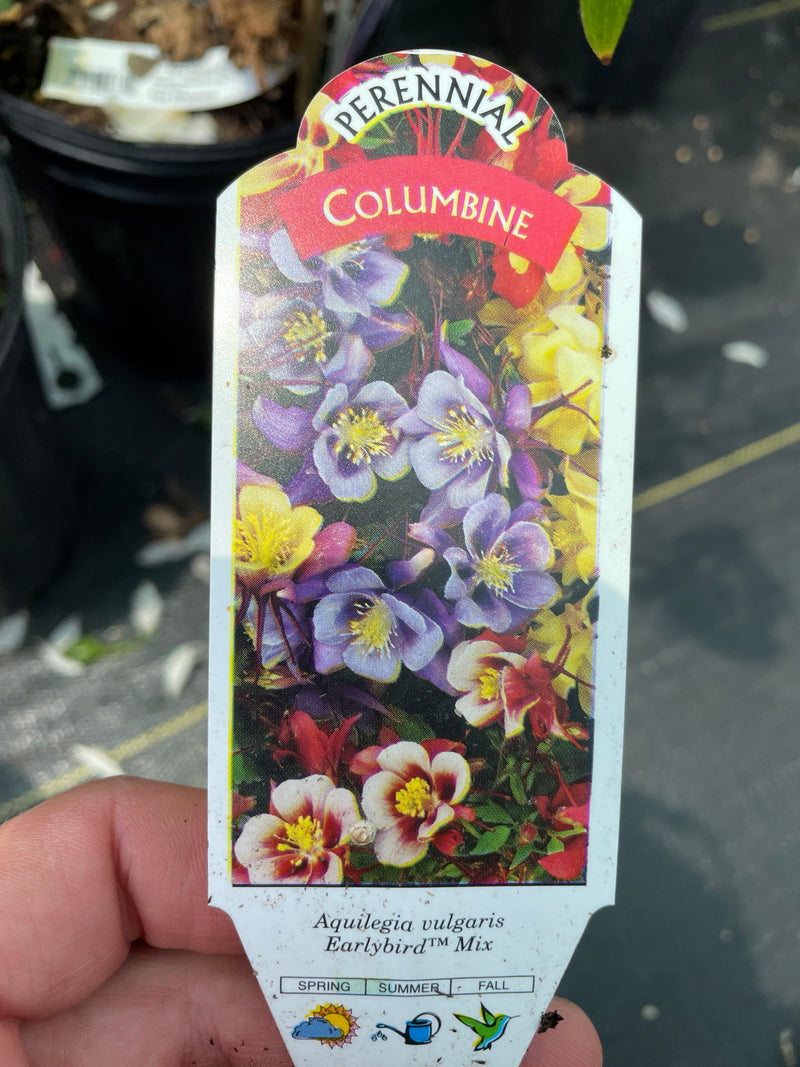 PERENNIAL
COLUMBINE
Aquilegia vulgaris
Earlybird™ Mix
SPRING SUMMER FALL